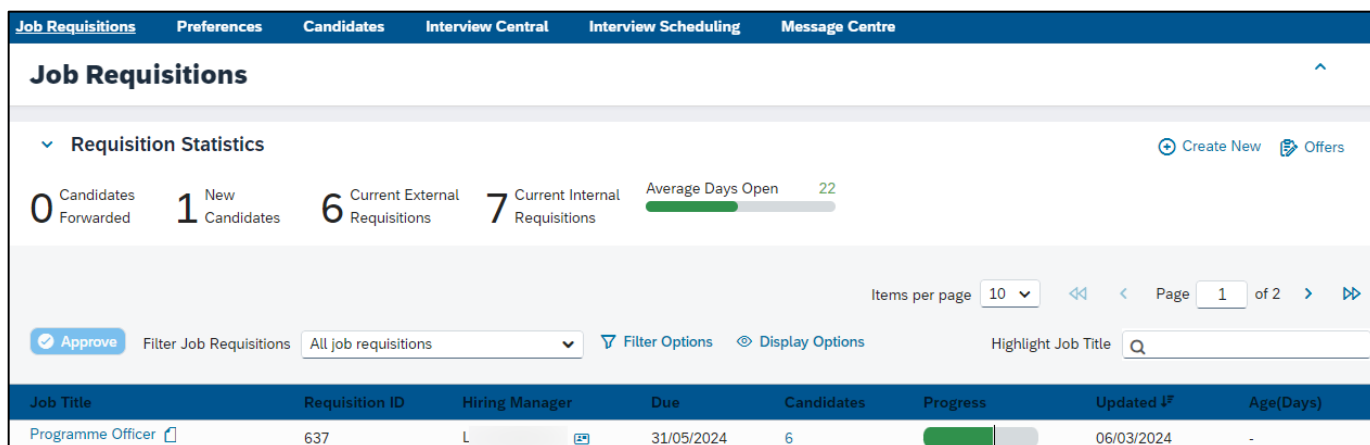 Job Requisitions Preferences Candidates Interview Central Interview Scheduling Message Centre
Job Requisitions
Requisition Statistics Create New Offers
0 Candidates Forwarded 1 New Candidates 6 Current External Requisitions 7 Current Internal Requisitions Average Days Open 22
Items per page 10 Page 1 of 2
Approve Filter Job Requisitions All job requisitions Filter Options Display Options Highlight Job Title
Job Title Requisition ID Hiring Manager Due Candidates Progress Updated Age(Days)
Programme Officer 637 L 31/05/2024 6 06/03/2024 -